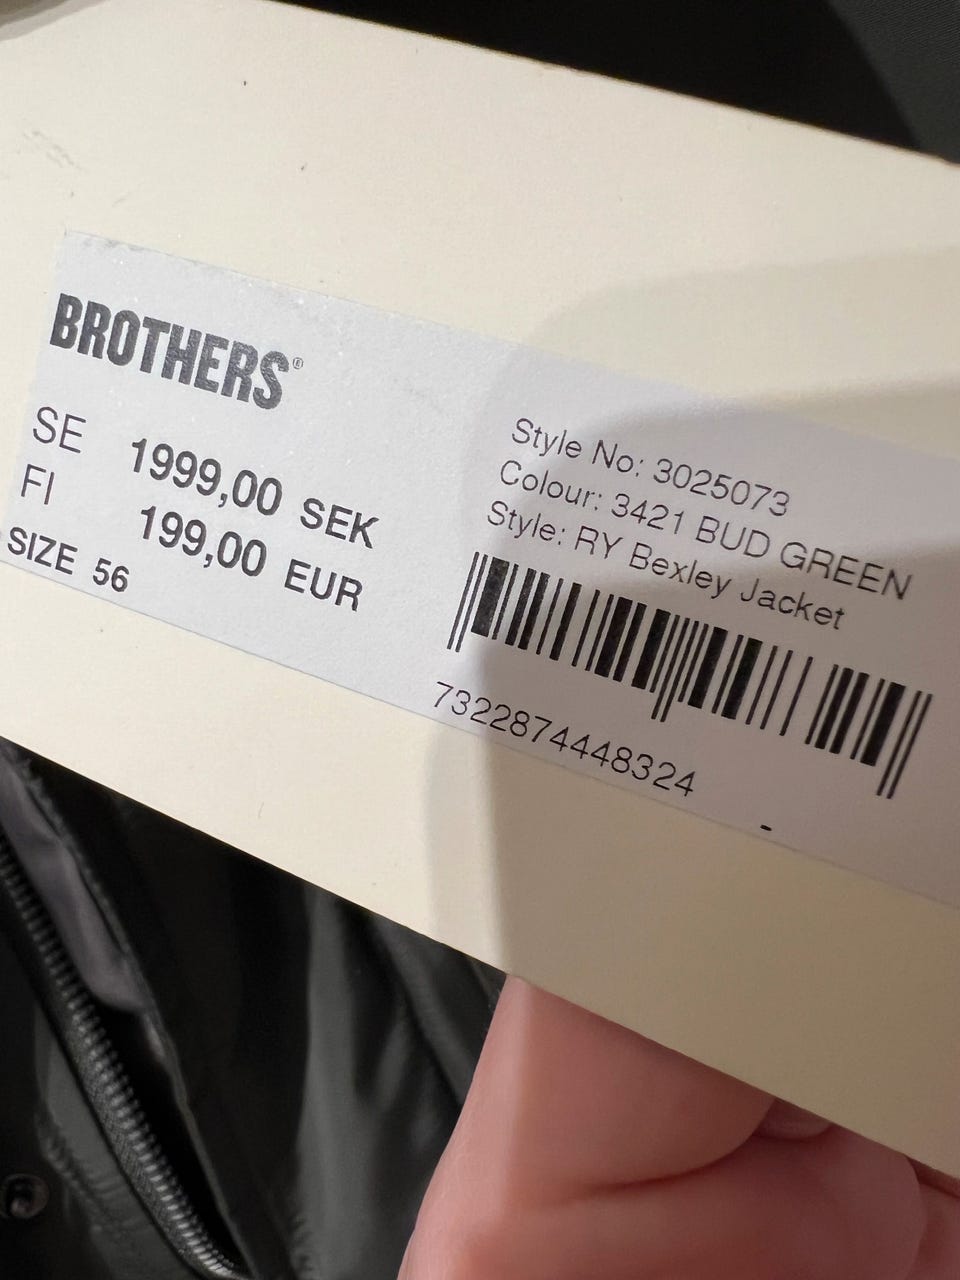 BROTHERS®
SE 1999,00 SEK
FI 199,00 EUR
SIZE 56
Style No: 3025073
Colour: 3421 BUD GREEN
Style: RY Bexley Jacket
7322874448324
-